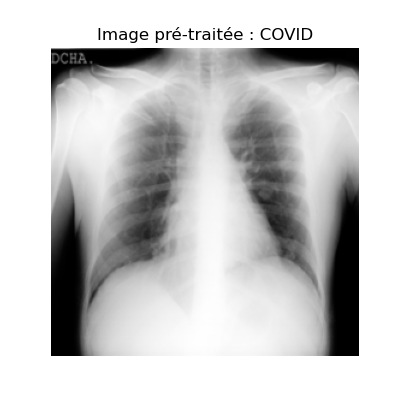 Image pré-traitée : COVID
DCHA.